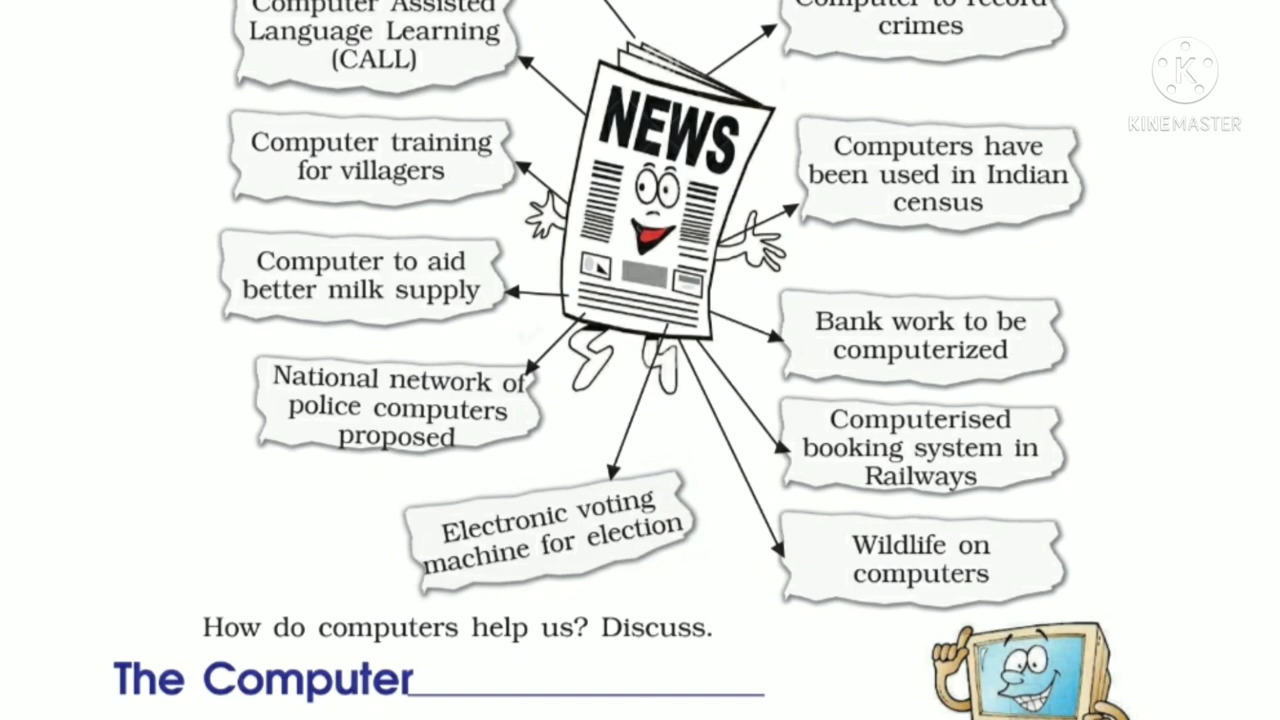 Computer Assisted
Language Learning
(CALL)
Computer to record
crimes
KINEMASTER
NEWS
Computer training
for villagers
Computers have
been used in Indian
census
Computer to aid
better milk supply
Bank work to be
computerized
National network of
police computers
proposed
Computerised
booking system in
Railways
Electronic voting
machine for election
Wildlife on
computers
How do computers help us? Discuss.
The Computer